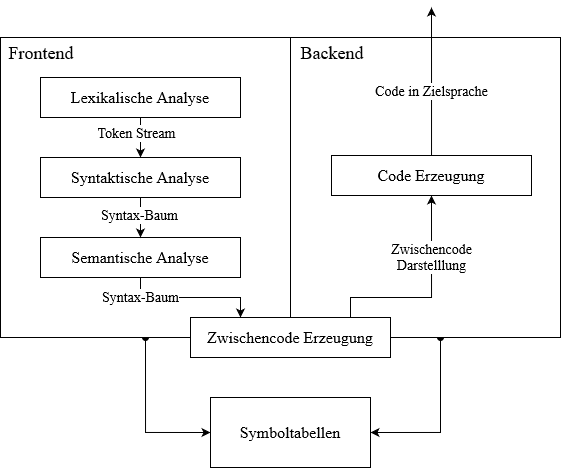 Frontend
Lexikalische Analyse
Token Stream
Syntaktische Analyse
Syntax-Baum
Semantische Analyse
Syntax-Baum
Backend
Code in Zielsprache
Code Erzeugung
Zwischencode
Darstelllung
Zwischencode Erzeugung
Symboltabellen